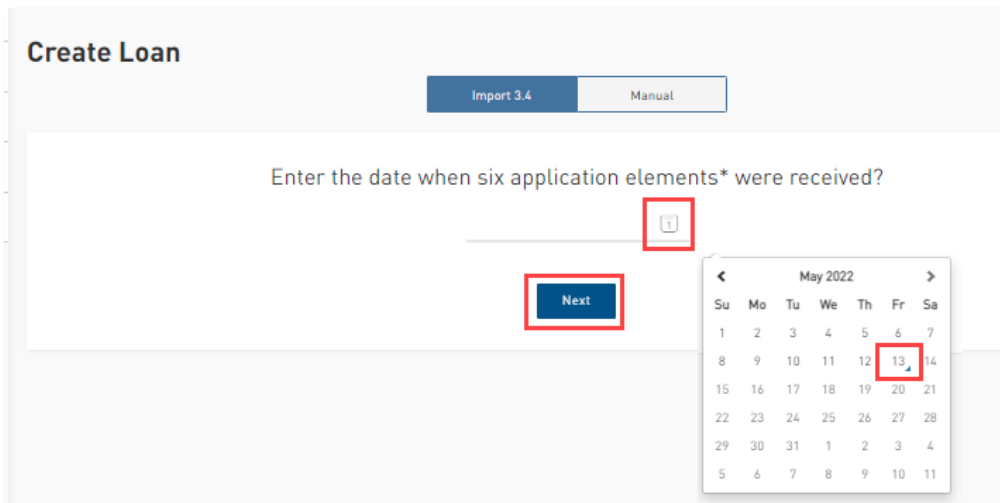 Create Loan
Import 3.4 Manual
Enter the date when six application elements* were received?
1
Next
May 2022
Su Mo Tu We Th Fr Sa
1 2 3 4 5 6 7
8 9 10 11 12 13 14
15 16 17 18 19 20 21
22 23 24 25 26 27 28
29 30 31 1 2 3 4
5 6 7 8 9 10 11